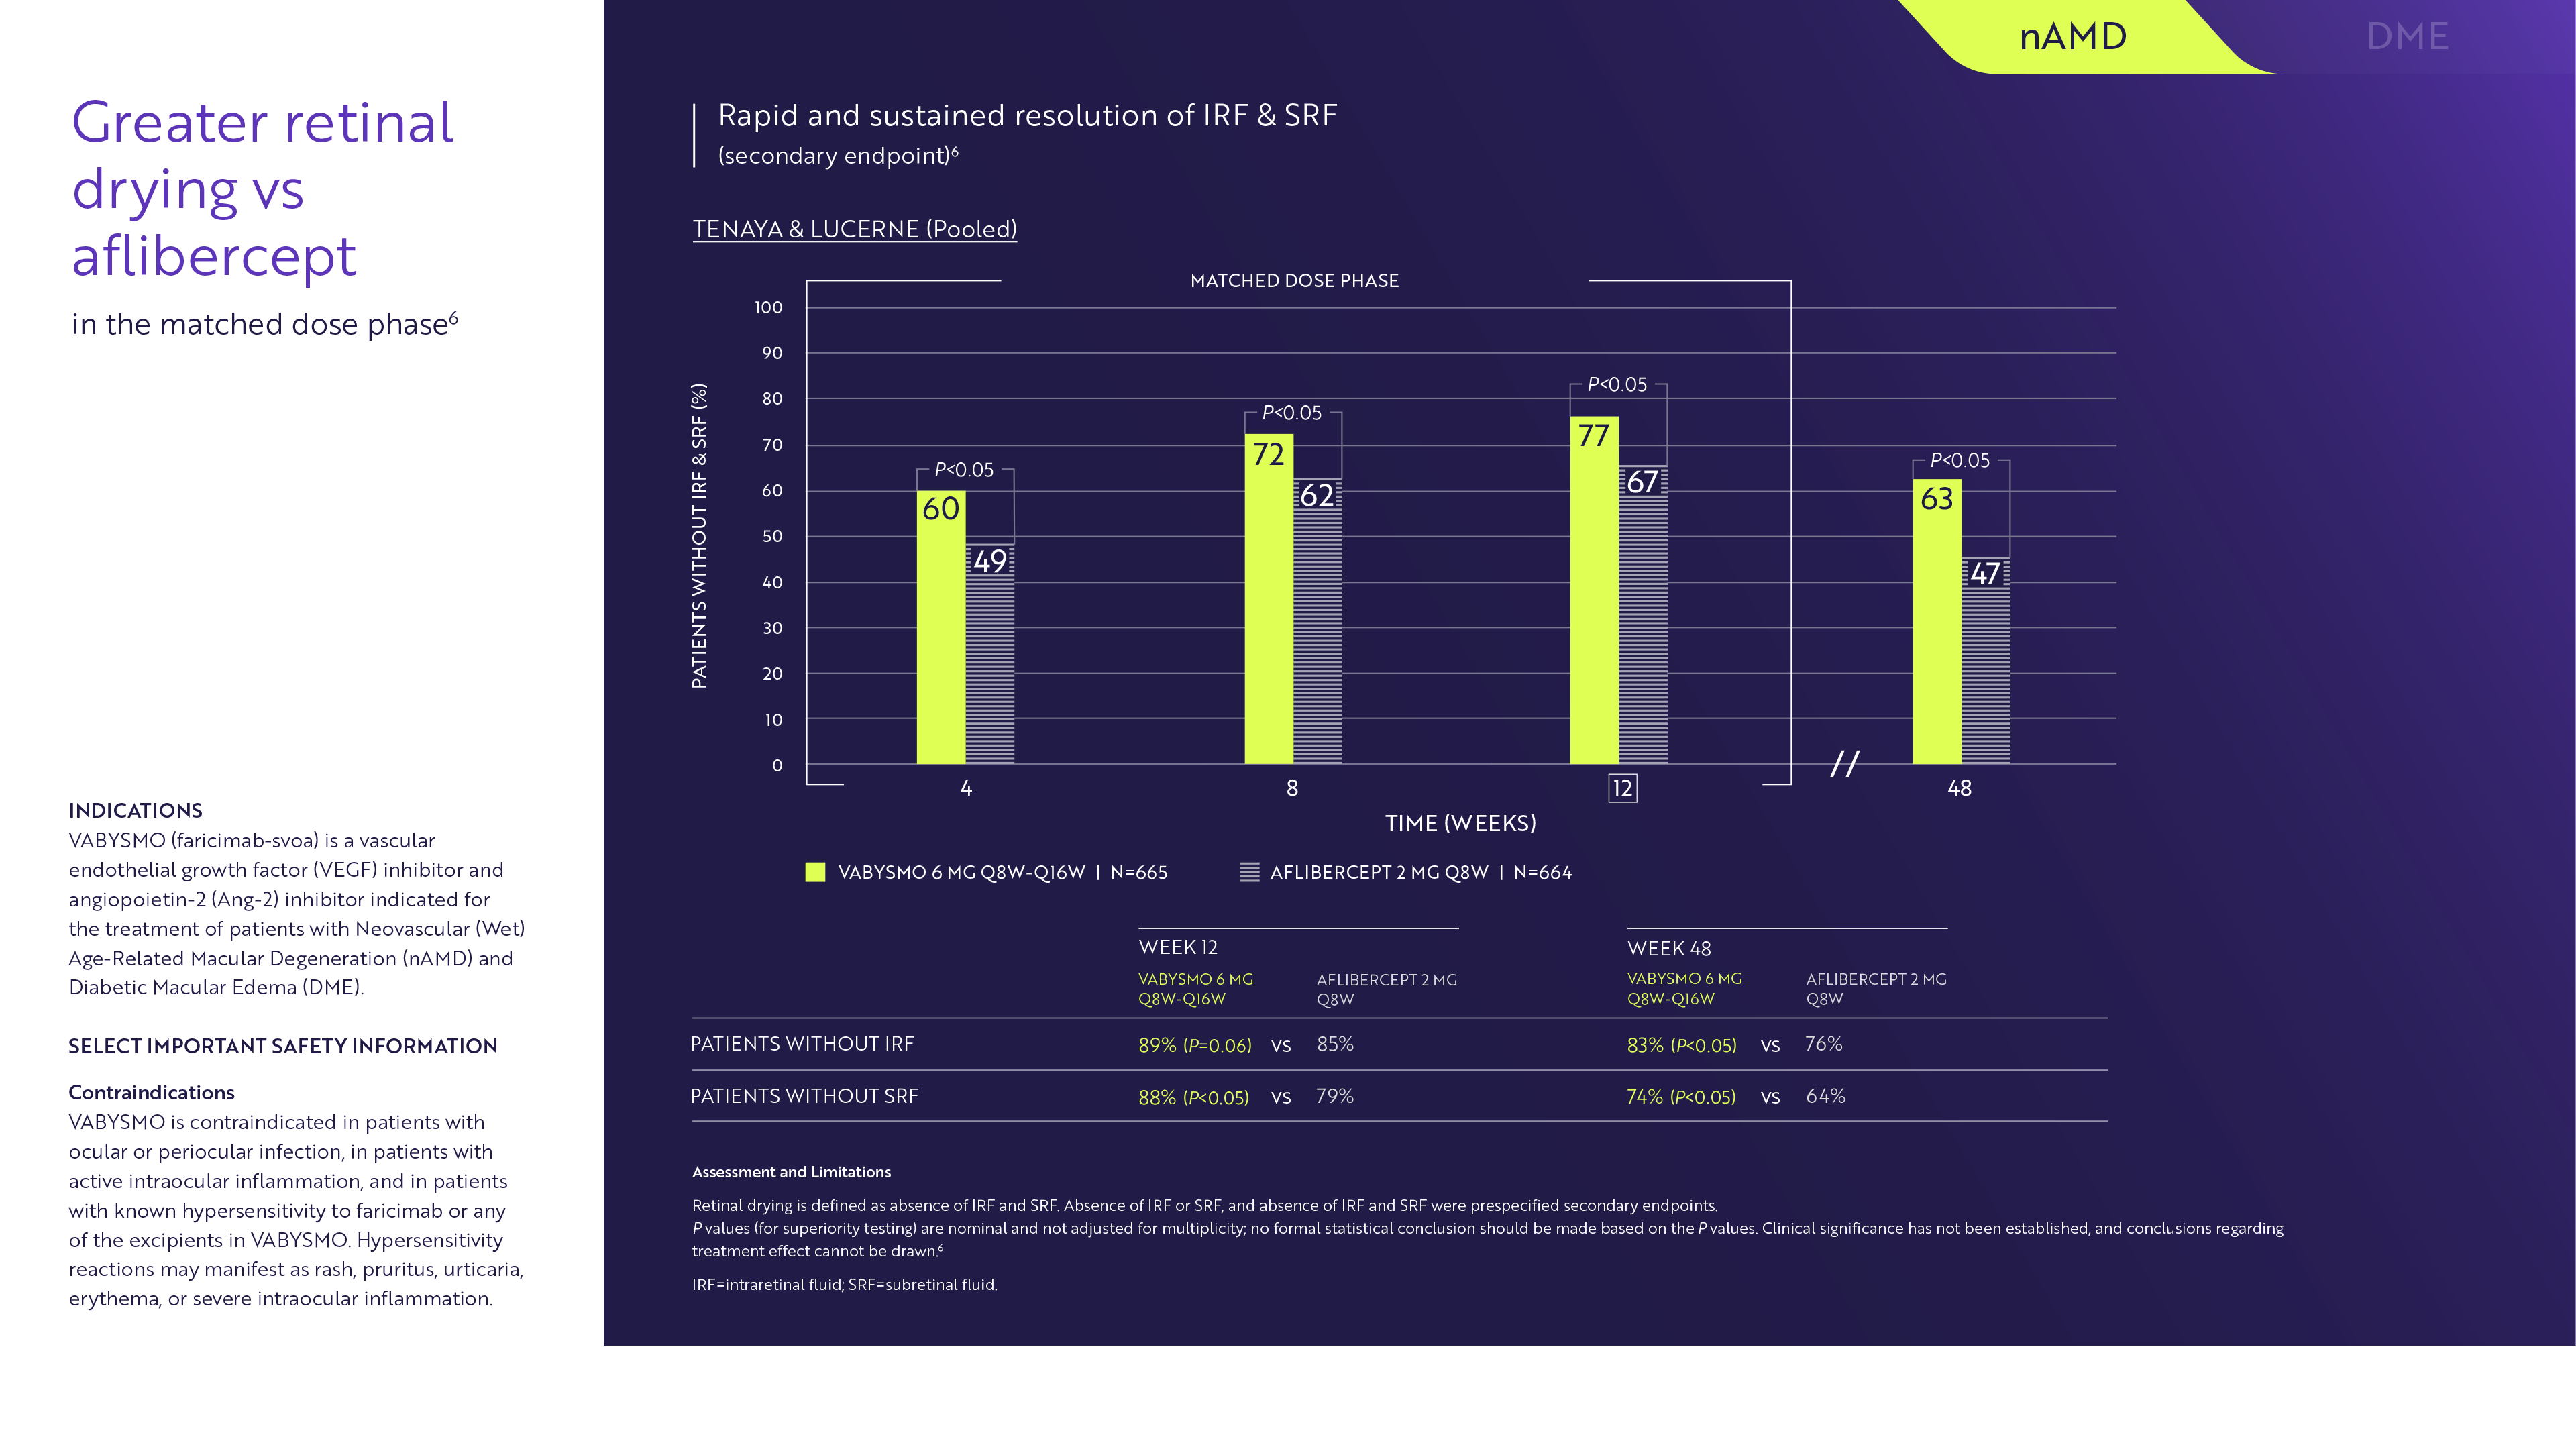 nAMD
DME
Greater retinal
drying vs
aflibercept
in the matched dose phase6
INDICATIONS
VABYSMO (faricimab-svoa) is a vascular
endothelial growth factor (VEGF) inhibitor and
angiopoietin-2 (Ang-2) inhibitor indicated for
the treatment of patients with Neovascular (Wet)
Age-Related Macular Degeneration (nAMD) and
Diabetic Macular Edema (DME).
SELECT IMPORTANT SAFETY INFORMATION
Contraindications
VABYSMO is contraindicated in patients with
ocular or periocular infection, in patients with
active intraocular inflammation, and in patients
with known hypersensitivity to faricimab or any
of the excipients in VABYSMO. Hypersensitivity
reactions may manifest as rash, pruritus, urticaria,
erythema, or severe intraocular inflammation.
Rapid and sustained resolution of IRF & SRF
(secondary endpoint)6
TENAYA & LUCERNE (Pooled)
MATCHED DOSE PHASE
PATIENTS WITHOUT IRF & SRF (%)
100
90
80
70
60
50
40
30
20
10
0
P<0.05
60
49
P<0.05
72
62
P<0.05
77
67
P<0.05
63
47
4 8 12 // 48
TIME (WEEKS)
VABYSMO 6 MG Q8W-Q16W | N=665 AFLIBERCEPT 2 MG Q8W | N=664
WEEK 12 WEEK 48
VABYSMO 6 MG AFLIBERCEPT 2 MG VABYSMO 6 MG AFLIBERCEPT 2 MG
Q8W-Q16W Q8W Q8W-Q16W Q8W
PATIENTS WITHOUT IRF 89% (P=0.06) VS 85% 83% (P<0.05) VS 76%
PATIENTS WITHOUT SRF 88% (P<0.05) VS 79% 74% (P<0.05) VS 64%
Assessment and Limitations
Retinal drying is defined as absence of IRF and SRF. Absence of IRF or SRF, and absence of IRF and SRF were prespecified secondary endpoints.
P values (for superiority testing) are nominal and not adjusted for multiplicity; no formal statistical conclusion should be made based on the P values. Clinical significance has not been established, and conclusions regarding
treatment effect cannot be drawn.6
IRF=intraretinal fluid; SRF=subretinal fluid.